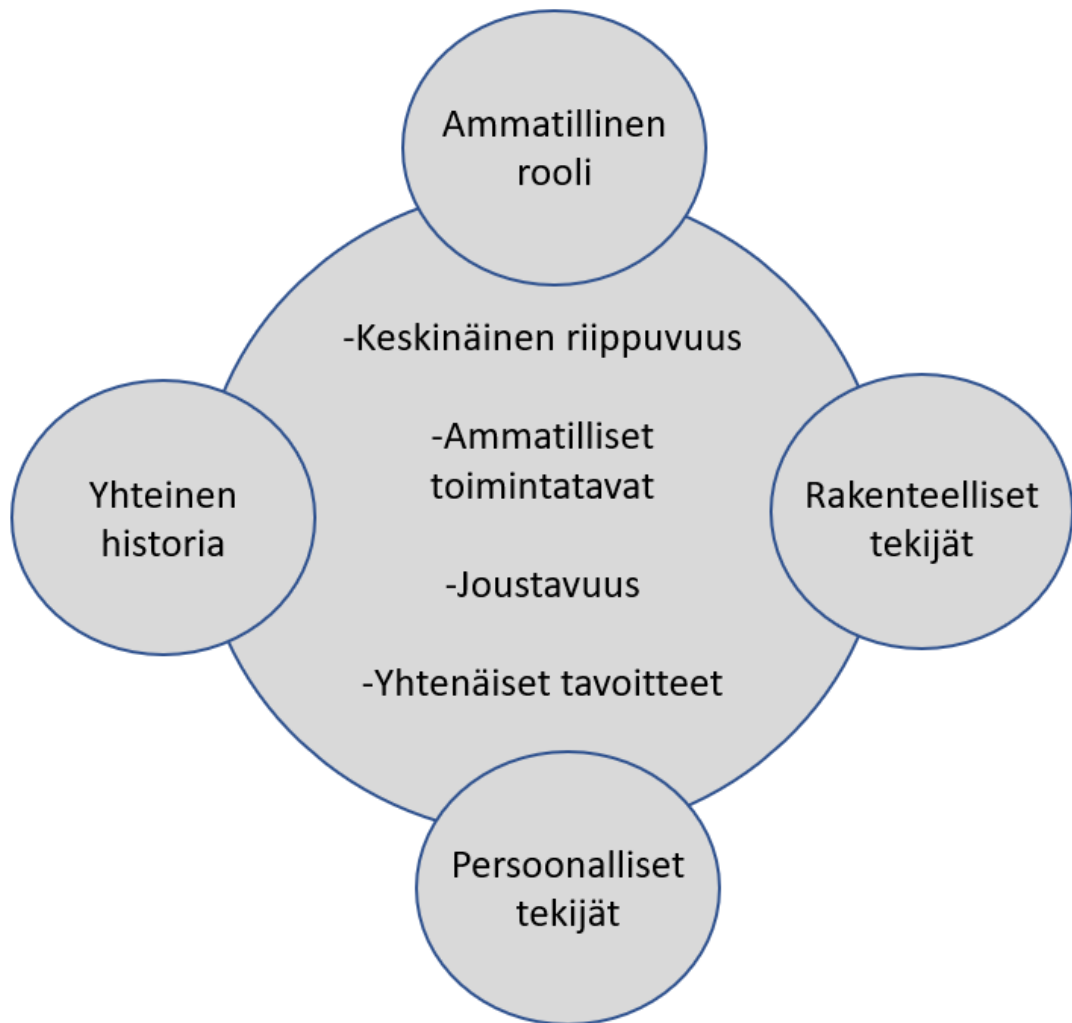 Ammatillinen
rooli
-Keskinäinen riippuvuus
-Ammatilliset
toimintatavat
Yhteinen
historia
Rakenteelliset
tekijät
-Joustavuus
-Yhtenäiset tavoitteet
Persoonalliset
tekijät